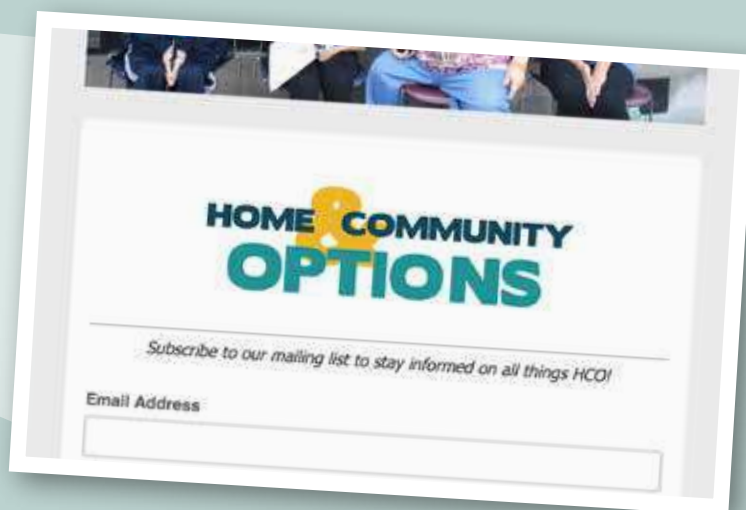 HOME & COMMUNITY
OPTIONS
Subscribe to our mailing list to stay informed on all things HCO!
Email Address